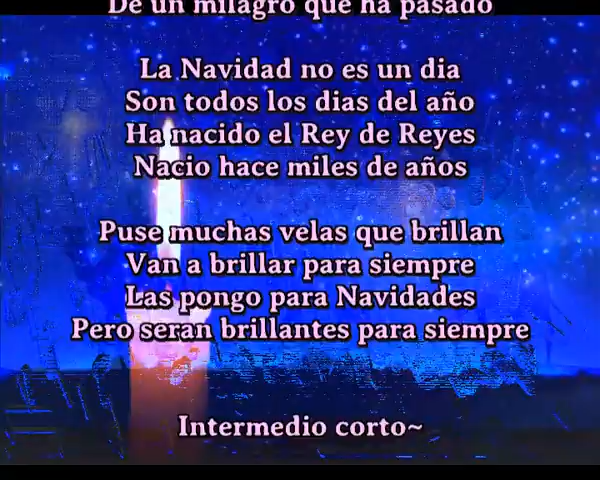 De un milagro que ha pasado
La Navidad no es un dia
Son todos los dias del año
Ha nacido el Rey de Reyes
Nacio hace miles de años
Puse muchas velas que brillan
Van a brillar para siempre
Las pongo para Navidades
Pero seran brillantes para siempre
Intermedio corto~